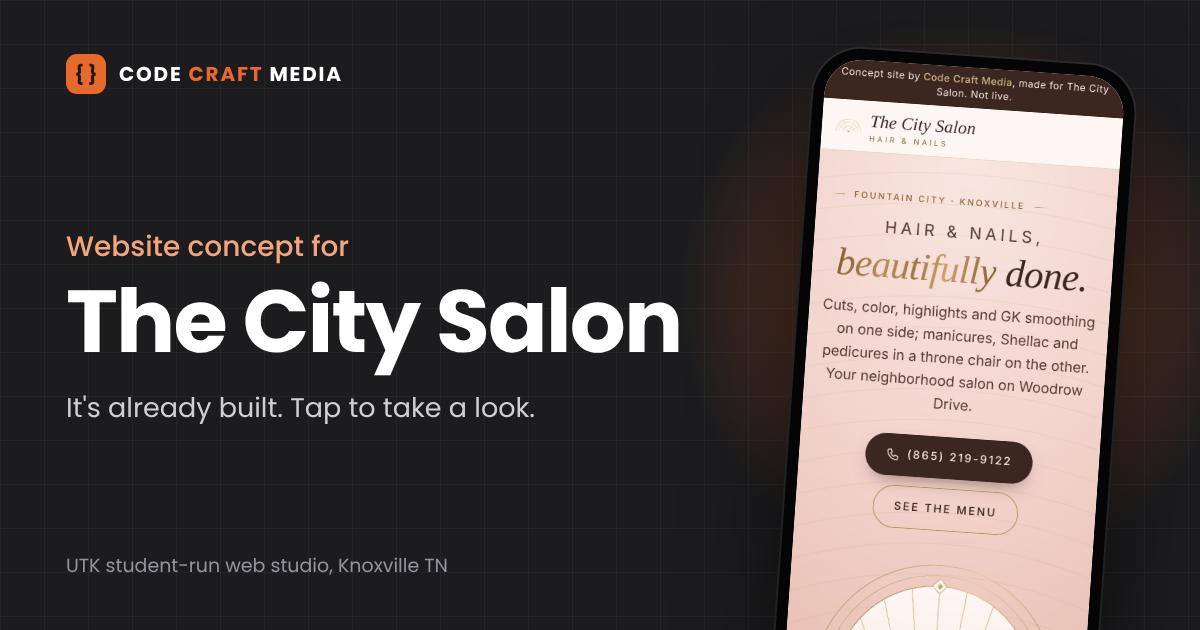 { } CODE CRAFT MEDIA
Website concept for
The City Salon
It's already built. Tap to take a look.
UTK student-run web studio, Knoxville TN
Concept site by Code Craft Media, made for The City
Salon. Not live.
The City Salon
HAIR & NAILS
FOUNTAIN CITY · KNOXVILLE
HAIR & NAILS,
beautifully done.
Cuts, color, highlights and GK smoothing
on one side; manicures, Shellac and
pedicures in a throne chair on the other.
Your neighborhood salon on Woodrow
Drive.
(865) 219-9122
SEE THE MENU